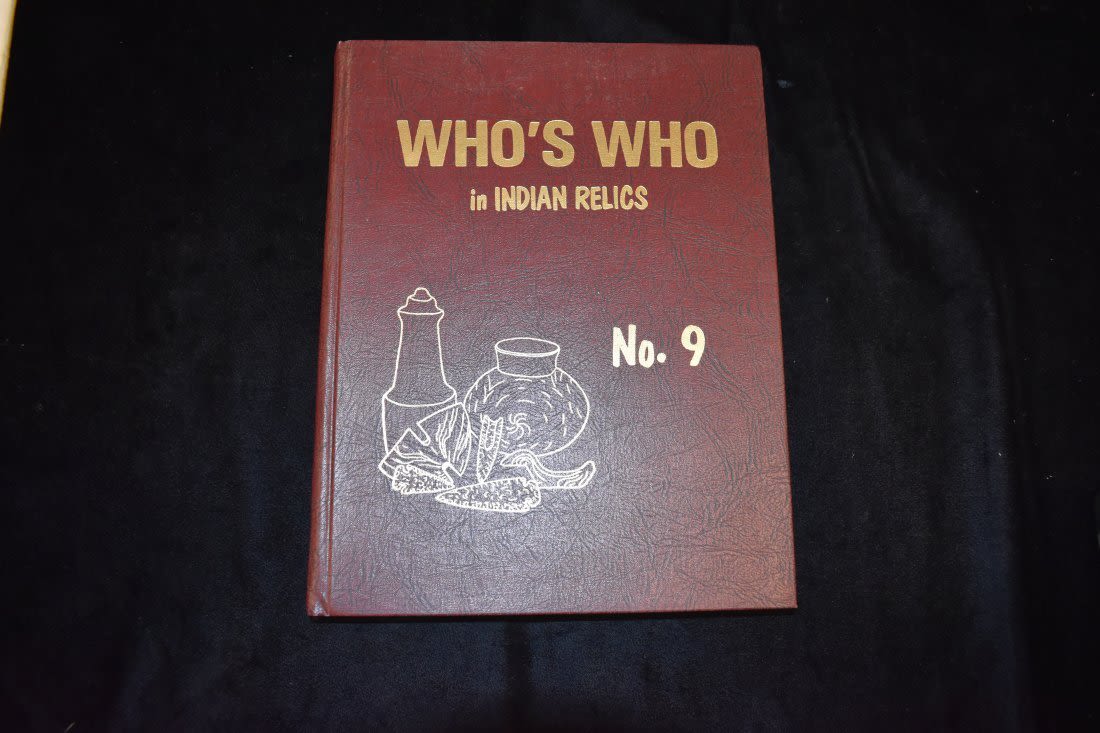 WHO'S WHO
in INDIAN RELICS
No. 9